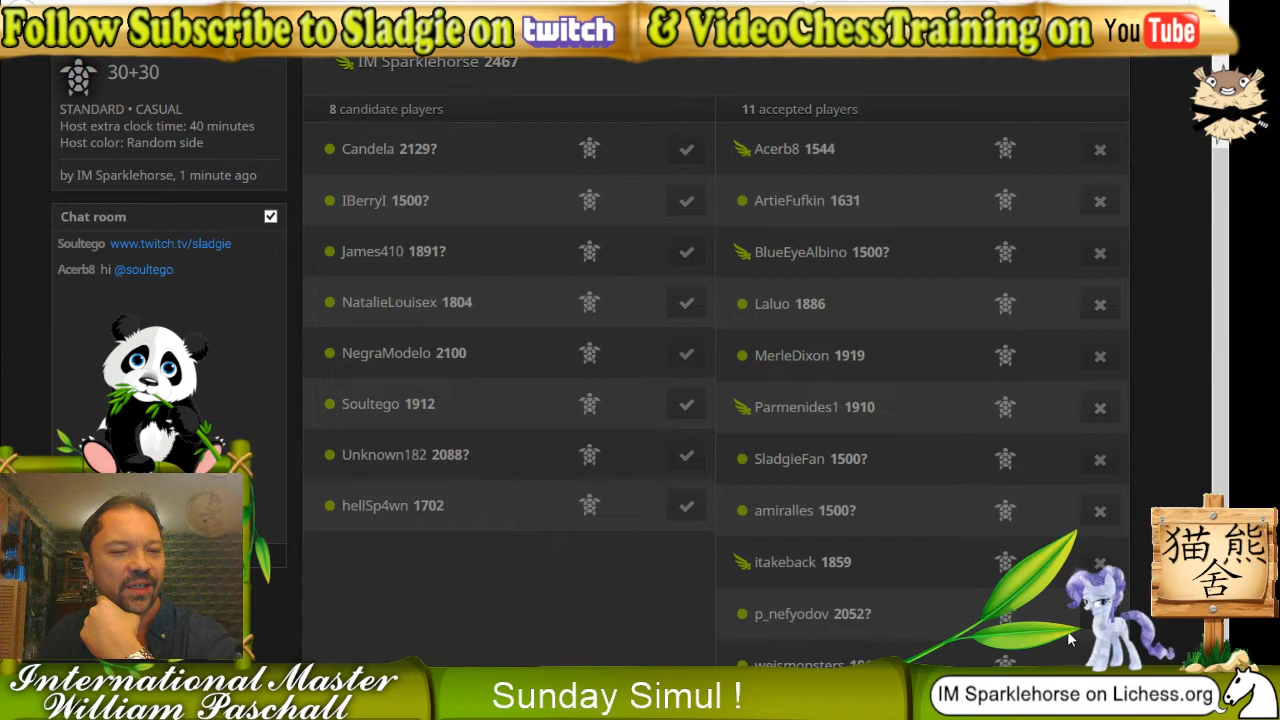 Follow Subscribe to Sladgie on twitch & VideoChessTraining on YouTube
IM Sparklehorse 2467
30+30
STANDARD • CASUAL
Host extra clock time: 40 minutes
Host color: Random side
by IM Sparklehorse, 1 minute ago
Chat room
Soultego www.twitch.tv/sladgie
Acerb8 hi @soultego
8 candidate players
Candela 2129?
IBerryI 1500?
James410 1891?
NatalieLouisex 1804
NegraModelo 2100
Soultego 1912
Unknown182 2088?
hellSp4wn 1702
11 accepted players
Acerb8 1544
ArtieFufkin 1631
BlueEyeAlbino 1500?
Laluo 1886
MerleDixon 1919
Parmenides1 1910
SladgieFan 1500?
amiralles 1500?
itakeback 1859
p_nefyodov 2052?
weismonsters
猫熊
舍
International Master
William Paschall
Sunday Simul !
IM Sparklehorse on Lichess.org